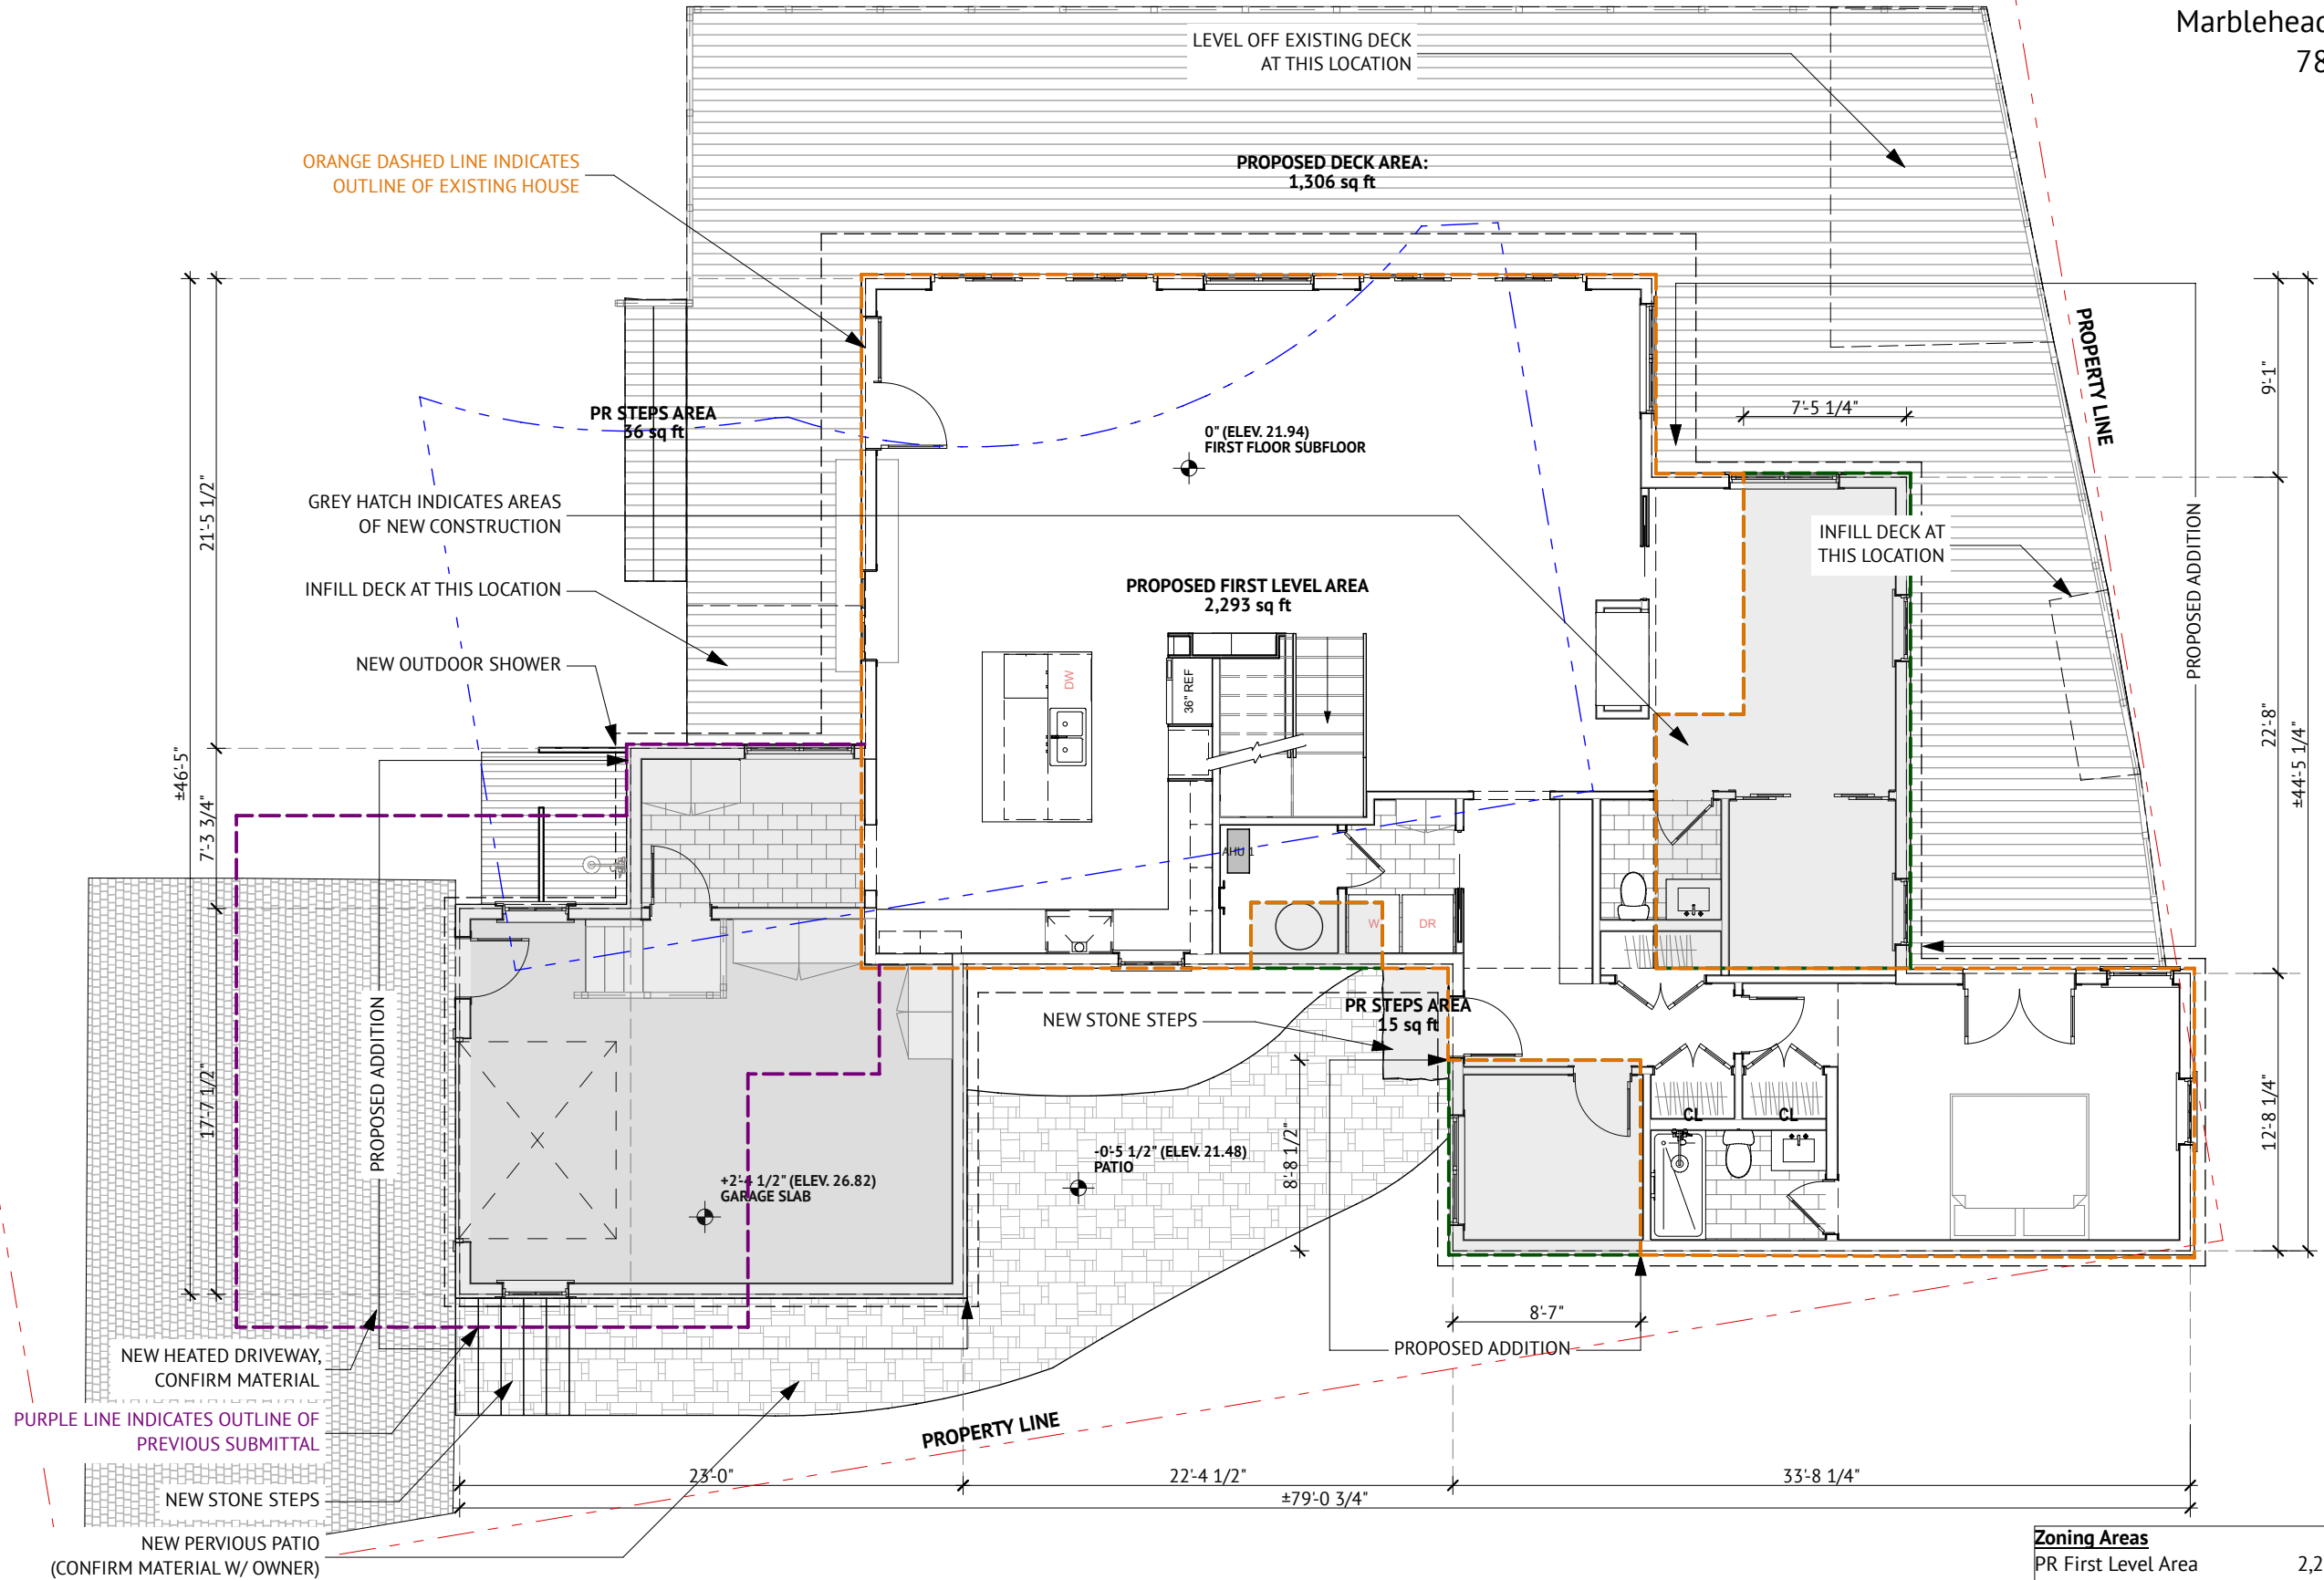 Marblehead
78
LEVEL OFF EXISTING DECK
AT THIS LOCATION
ORANGE DASHED LINE INDICATES
OUTLINE OF EXISTING HOUSE
PROPOSED DECK AREA:
1,306 sq ft
PROPERTY LINE
9'-1"
7'-5 1/4"
PR STEPS AREA
36 sq ft
0" (ELEV. 21.94)
FIRST FLOOR SUBFLOOR
21'-5 1/2"
GREY HATCH INDICATES AREAS
OF NEW CONSTRUCTION
INFILL DECK AT
THIS LOCATION
PROPOSED ADDITION
INFILL DECK AT THIS LOCATION
PROPOSED FIRST LEVEL AREA
2,293 sq ft
NEW OUTDOOR SHOWER
DW
36" REF
22'-8"
±44'-5 1/4"
±46'-5"
7'-3 3/4"
AHU 1
W
DR
PROPOSED ADDITION
NEW STONE STEPS
PR STEPS AREA
15 sq ft
17'-7 1/2"
CL
CL
12'-8 1/4"
8'-8 1/2"
-0'-5 1/2" (ELEV. 21.48)
PATIO
+2'-4 1/2" (ELEV. 26.82)
GARAGE SLAB
8'-7"
PROPOSED ADDITION
NEW HEATED DRIVEWAY,
CONFIRM MATERIAL
PURPLE LINE INDICATES OUTLINE OF
PREVIOUS SUBMITTAL
PROPERTY LINE
23'-0"
22'-4 1/2"
33'-8 1/4"
±79'-0 3/4"
NEW STONE STEPS
NEW PERVIOUS PATIO
(CONFIRM MATERIAL W/ OWNER)
Zoning Areas
PR First Level Area 2,2